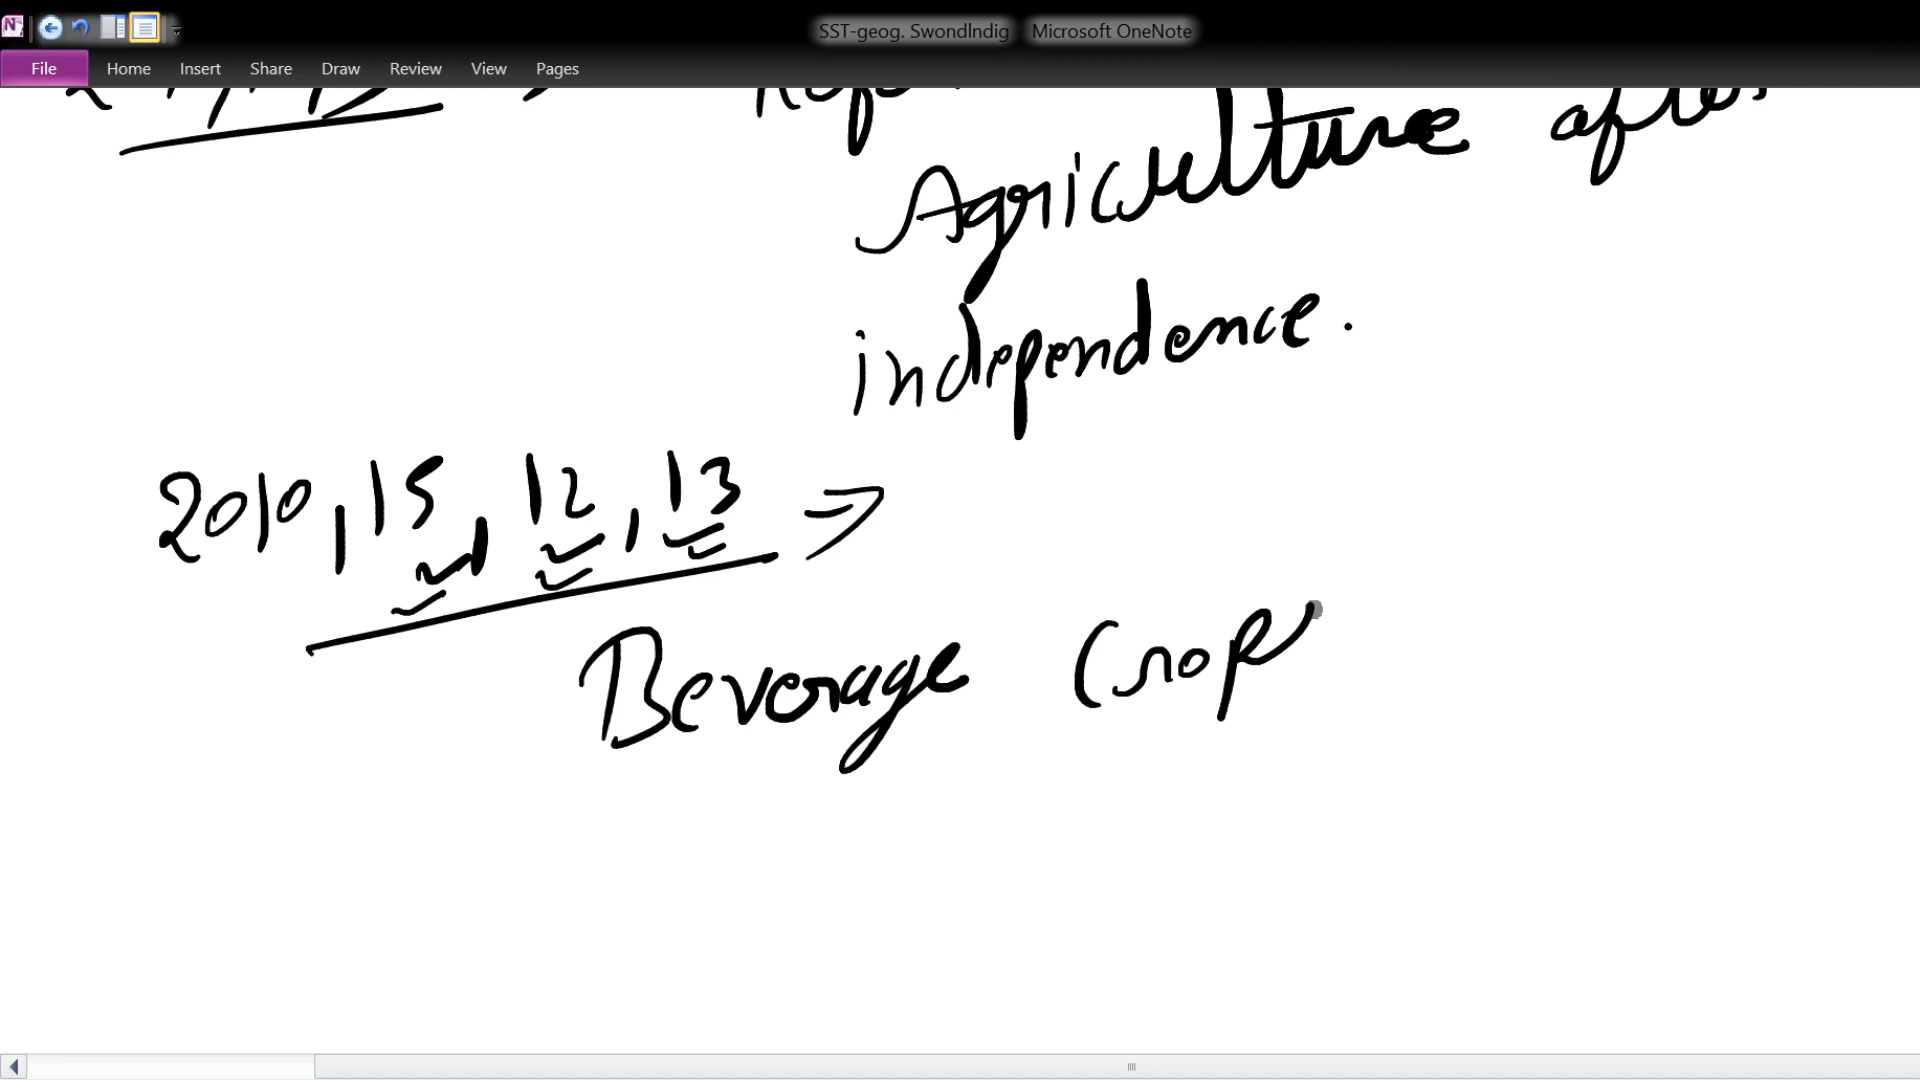 SST-geog. SwondIndig - Microsoft OneNote
File Home Insert Share Draw Review View Pages
Agriculture after
independence.
2010, 15, 12, 13 ⇒
Beverage Crop